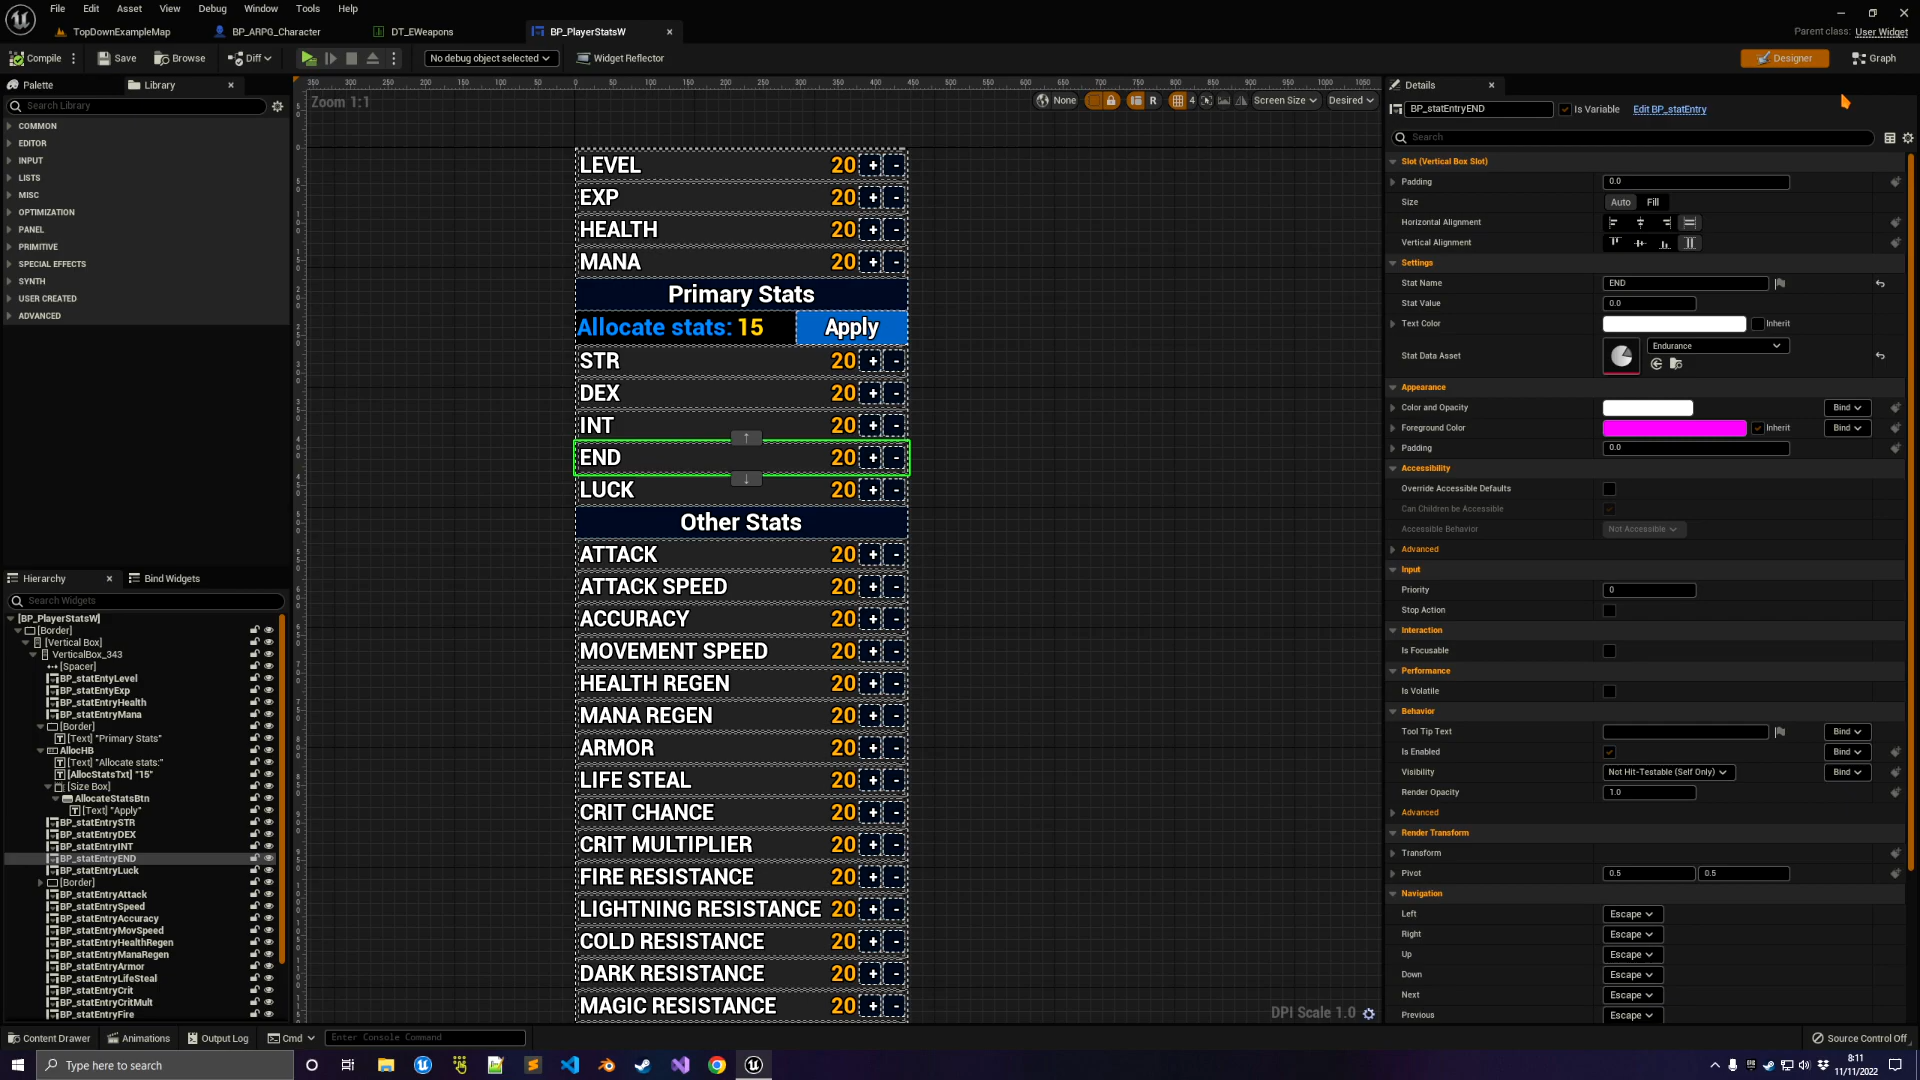 File Edit Asset View Debug Window Tools Help
TopDownExampleMap BP_ARPG_Character DT_EWeapons BP_PlayerStatsW
Parent class: User Widget
Compile Save Browse Diff No debug object selected Widget Reflector Designer Graph
Palette Library
Search Library
COMMON
EDITOR
INPUT
LISTS
MISC
OPTIMIZATION
PANEL
PRIMITIVE
SPECIAL EFFECTS
SYNTH
USER CREATED
ADVANCED
Hierarchy Bind Widgets
Search Widgets
[BP_PlayerStatsW]
[Border]
[Vertical Box]
VerticalBox_343
[Spacer]
BP_statEntyLevel
BP_statEntyExp
BP_statEntryHealth
BP_statEntryMana
[Border]
[Text] "Primary Stats"
AllocHB
[Text] "Allocate stats:"
[AllocStatsTxt] "15"
[Size Box]
AllocateStatsBtn
[Text] "Apply"
BP_statEntrySTR
BP_statEntryDEX
BP_statEntryINT
BP_statEntryEND
BP_statEntryLuck
[Border]
BP_statEntryAttack
BP_statEntrySpeed
BP_statEntryAccuracy
BP_statEntryMovSpeed
BP_statEntryHealthRegen
BP_statEntryManaRegen
BP_statEntryArmor
BP_statEntryLifeSteal
BP_statEntryCrit
BP_statEntryCritMult
BP_statEntryFire
Zoom 1:1
None R 4 Screen Size Desired
LEVEL 20 + -
EXP 20 + -
HEALTH 20 + -
MANA 20 + -
Primary Stats
Allocate stats: 15 Apply
STR 20 + -
DEX 20 + -
INT 20 + -
END 20 + -
LUCK 20 + -
Other Stats
ATTACK 20 + -
ATTACK SPEED 20 + -
ACCURACY 20 + -
MOVEMENT SPEED 20 + -
HEALTH REGEN 20 + -
MANA REGEN 20 + -
ARMOR 20 + -
LIFE STEAL 20 + -
CRIT CHANCE 20 + -
CRIT MULTIPLIER 20 + -
FIRE RESISTANCE 20 + -
LIGHTNING RESISTANCE 20 + -
COLD RESISTANCE 20 + -
DARK RESISTANCE 20 + -
MAGIC RESISTANCE 20 + -
DPI Scale 1.0
Details
BP_statEntryEND Is Variable Edit BP_statEntry
Search
Slot (Vertical Box Slot)
Padding 0.0
Size Auto Fill
Horizontal Alignment
Vertical Alignment
Settings
Stat Name END
Stat Value 0.0
Text Color Inherit
Stat Data Asset Endurance
Appearance
Color and Opacity Bind
Foreground Color Inherit Bind
Padding 0.0
Accessibility
Override Accessible Defaults
Can Children be Accessible
Accessible Behavior Not Accessible
Advanced
Input
Priority 0
Stop Action
Interaction
Is Focusable
Performance
Is Volatile
Behavior
Tool Tip Text Bind
Is Enabled Bind
Visibility Not Hit-Testable (Self Only) Bind
Render Opacity 1.0
Advanced
Render Transform
Transform
Pivot 0.5 0.5
Navigation
Left Escape
Right Escape
Up Escape
Down Escape
Next Escape
Previous Escape
Content Drawer Animations Output Log Cmd Enter Console Command Source Control Off
Type here to search
8:11
11/11/2022